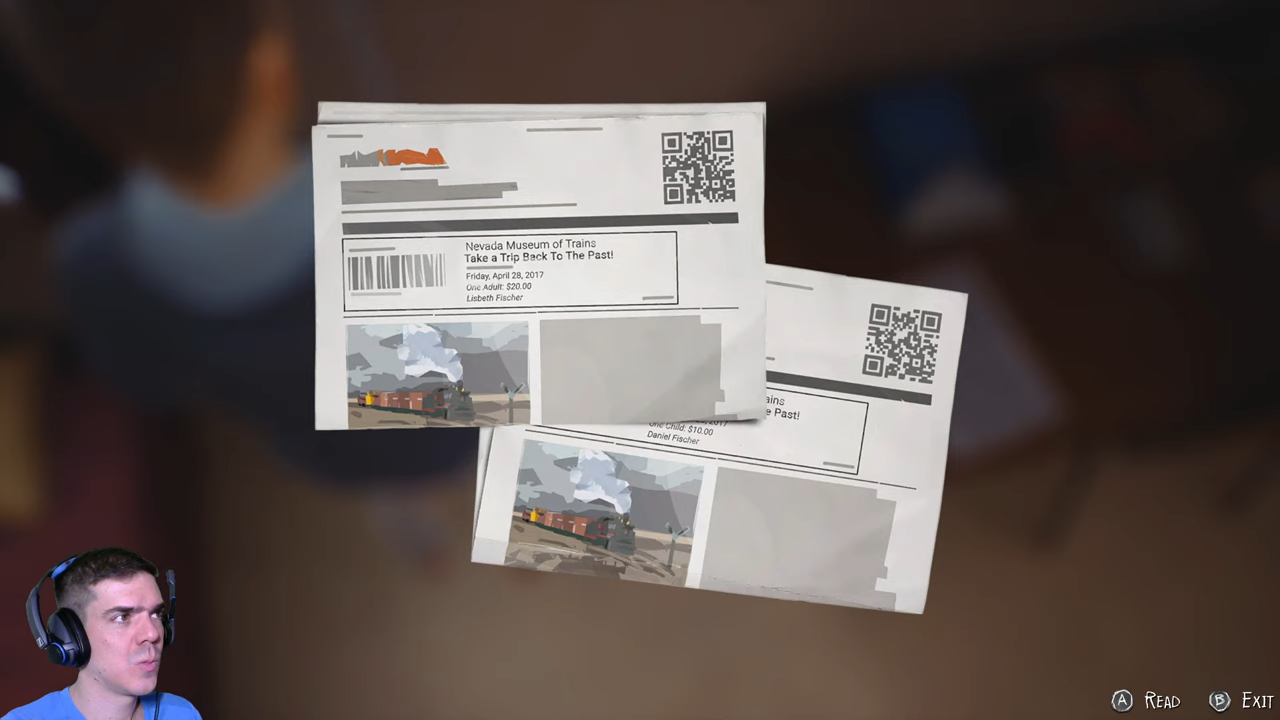 Nevada Museum of Trains
Take a Trip Back To The Past!
Friday, April 28, 2017
One Adult: $20.00
Lisbeth Fischer
Past!
One Child: $10.00
Daniel Fischer
A READ B EXIT